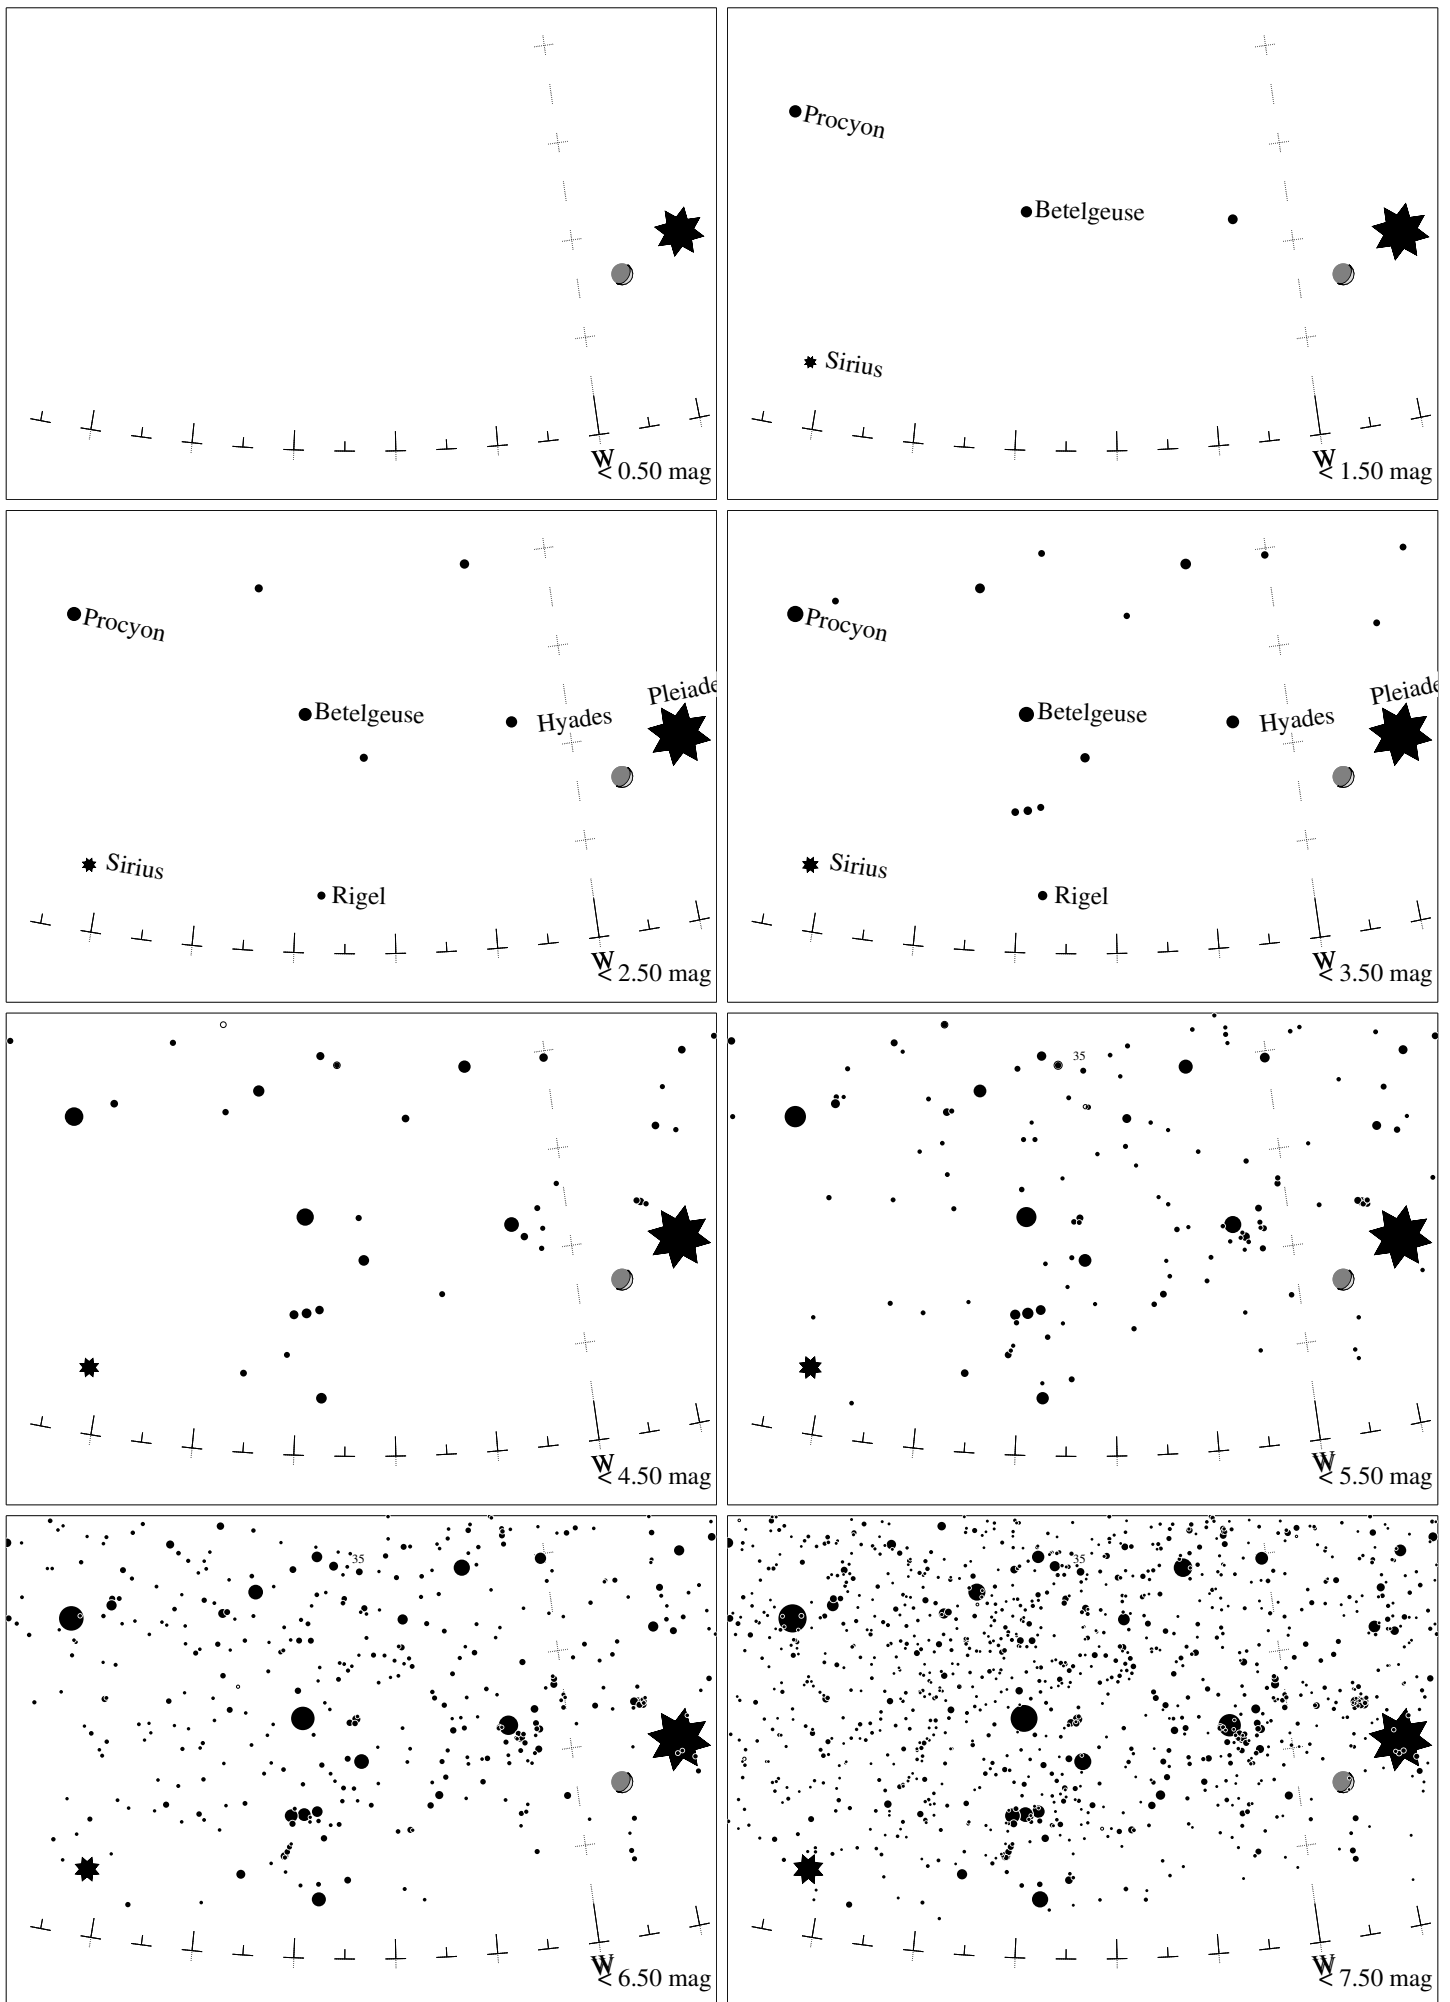 W
< 0.50 mag
Procyon
Betelgeuse
Sirius
W
< 1.50 mag
Procyon
Pleiade
Betelgeuse
Hyades
Sirius
Rigel
W
< 2.50 mag
Procyon
Pleiade
Betelgeuse
Hyades
Sirius
Rigel
W
< 3.50 mag
W
< 4.50 mag
35
W
< 5.50 mag
35
W
< 6.50 mag
35
W
< 7.50 mag